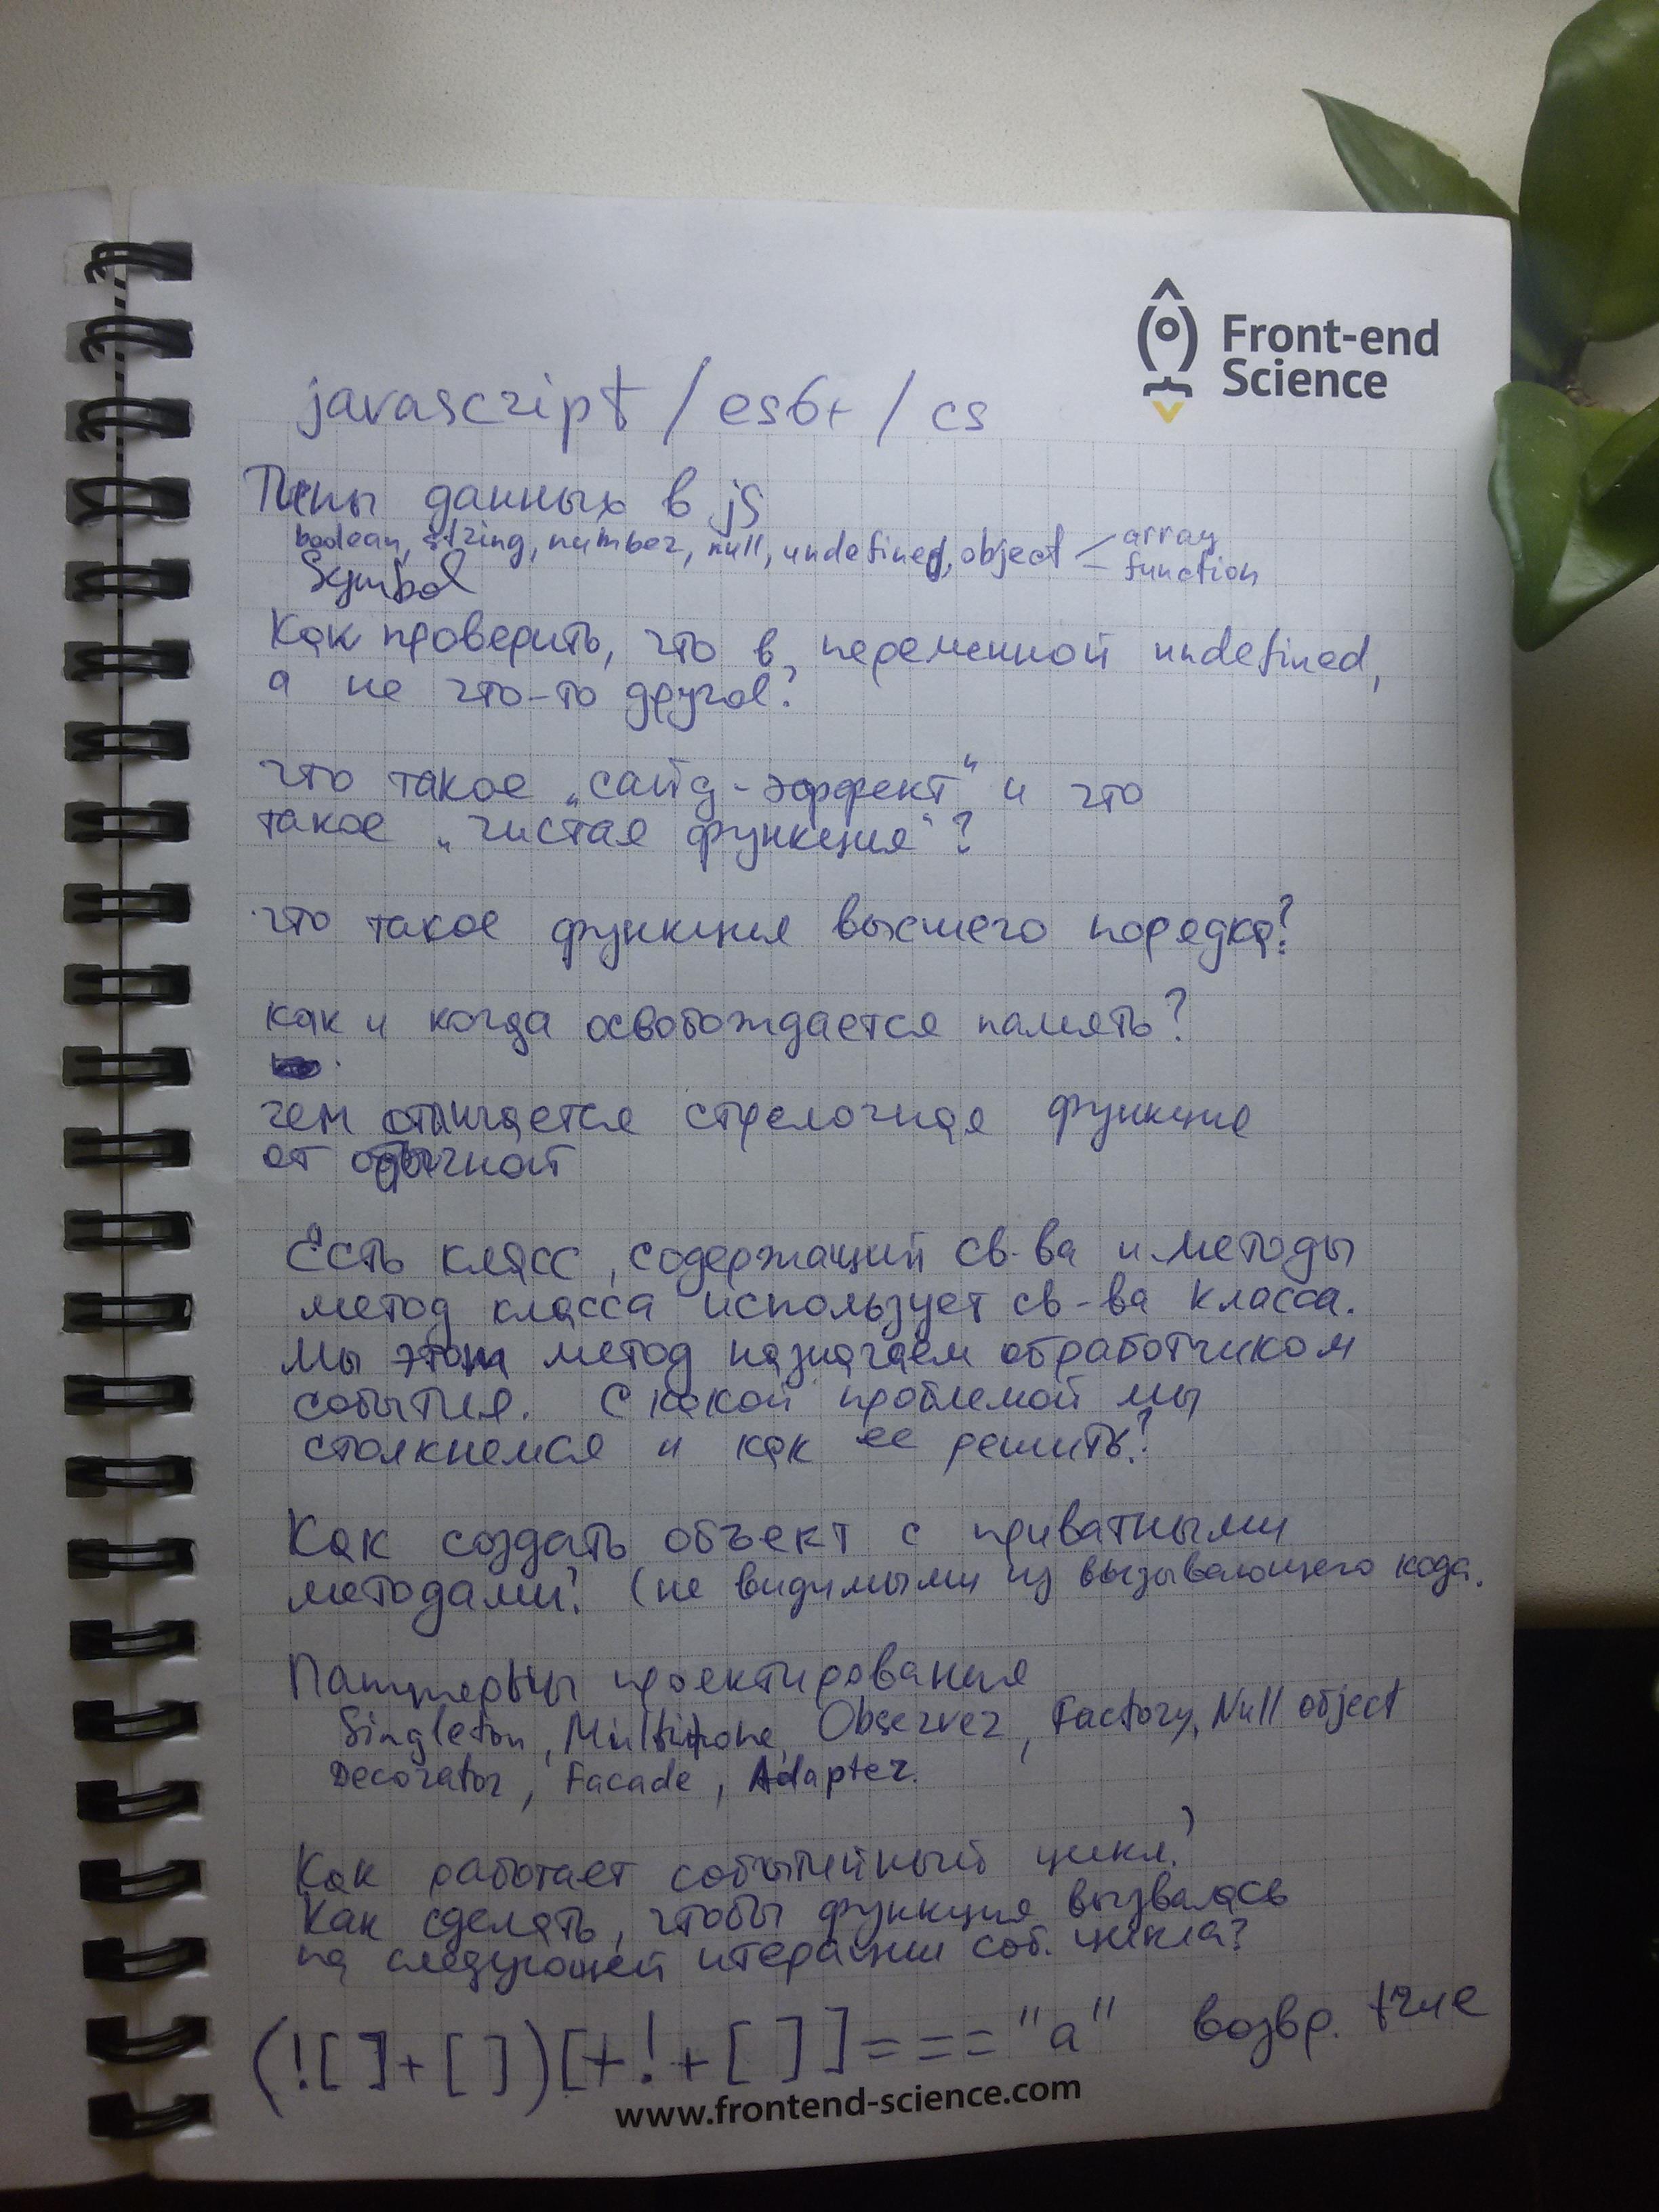 Front-end
Science
javascript / es6+ / cs
Типы данных в js
boolean, string, number, null, undefined, object < array
function
Symbol
Как проверить, что в переменной undefined,
а не что-то другое?
что такое „сайд-эффект" и что
такое „чистая функция"?
что такое функция высшего порядка?
как и когда освобождается память?
чем отличается стрелочная функция
от обычной
Есть класс, содержащий св-ва и методы
метод класса использует св-ва класса.
Мы этот метод назначаем обработчиком
события. С какой проблемой мы
столкнемся и как ее решить?
Как создать объект с приватными
методами? (не видимыми из вызывающего кода.
Паттерны проектирования
Singleton, Multitone, Observer, Factory, Null object
Decorator, Facade, Adapter.
Как работает событийный цикл?
Как сделать, чтобы функция вызвалась
на следующей итерации соб. цикла?
(![]+[])[+!+[]]==="a" возвр. true
www.frontend-science.com